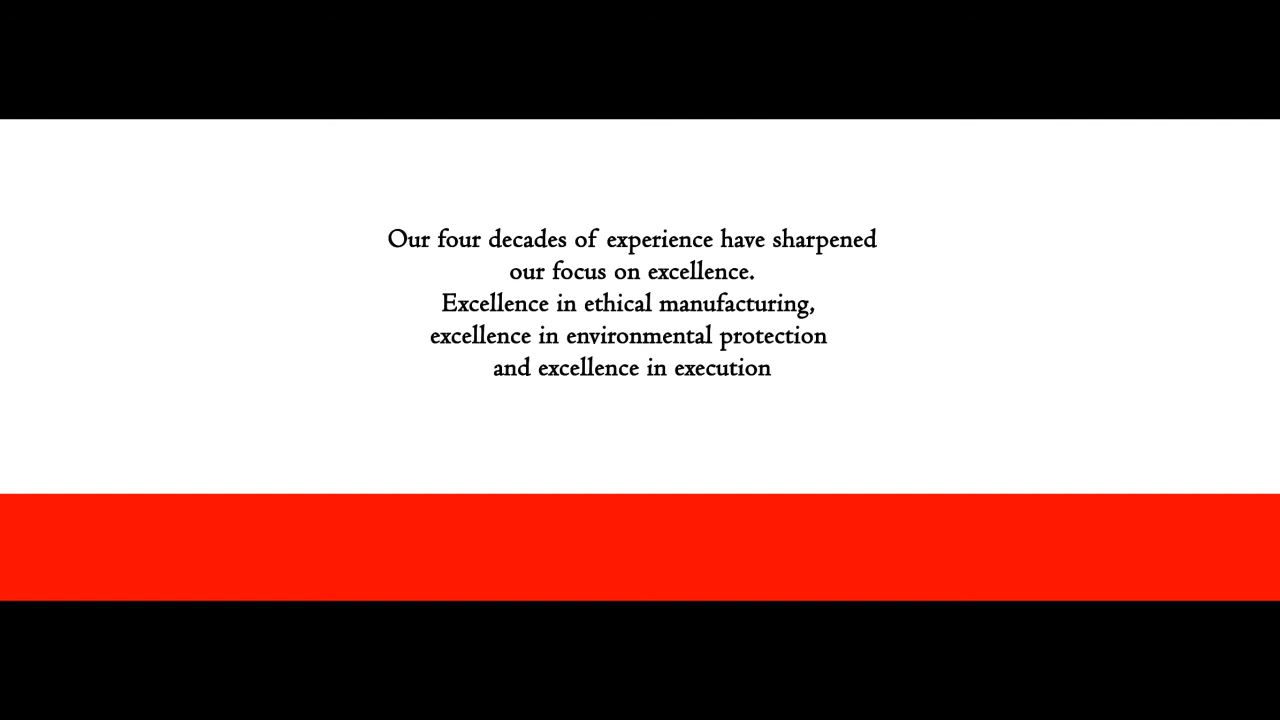 Our four decades of experience have sharpened
our focus on excellence.
Excellence in ethical manufacturing,
excellence in environmental protection
and excellence in execution